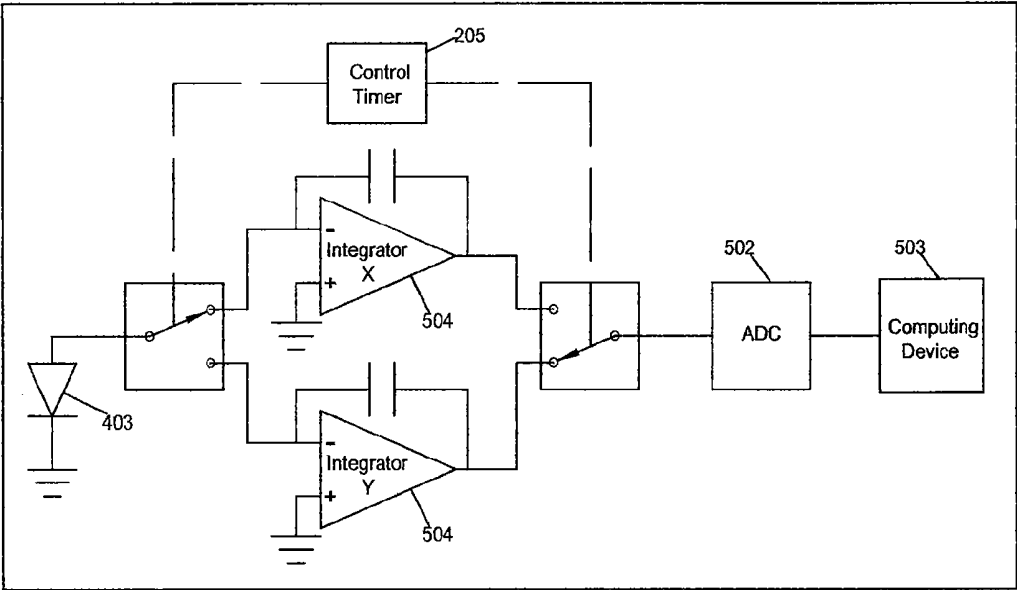 205
Control
Timer
-
Integrator
X
+
504
502
503
ADC
Computing
Device
403
-
Integrator
Y
+
504